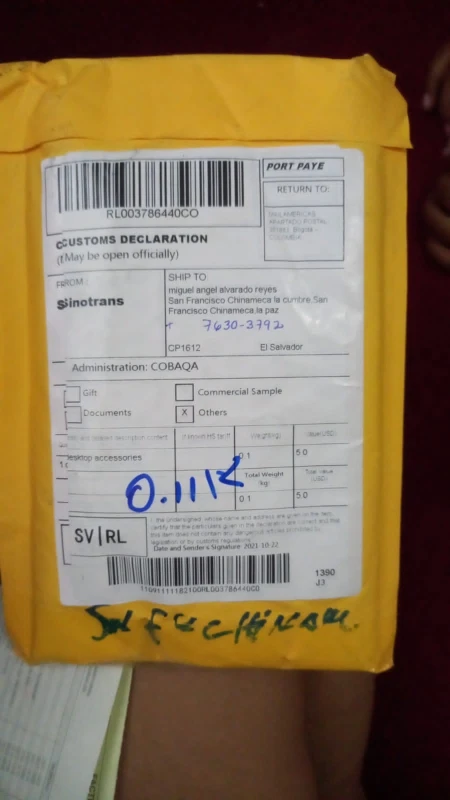 PORT PAYE
RL003786440CO
RETURN TO:
CUSTOMS DECLARATION
(May be open officially)
FROM:
Sinotrans
SHIP TO
miguel angel alvarado reyes
San Francisco Chinameca la cumbre,San
Francisco Chinameca,la paz
7630-3792
CP1612 El Salvador
Administration: COBAQA
Gift
Commercial Sample
Documents
X Others
desktop accessories 0.1 5.0
Total Weight (kg) Total value (USD)
0.1 5.0
0.111K
SV|RL
Date and Sender's Signature 2021-10-22
1390
J3